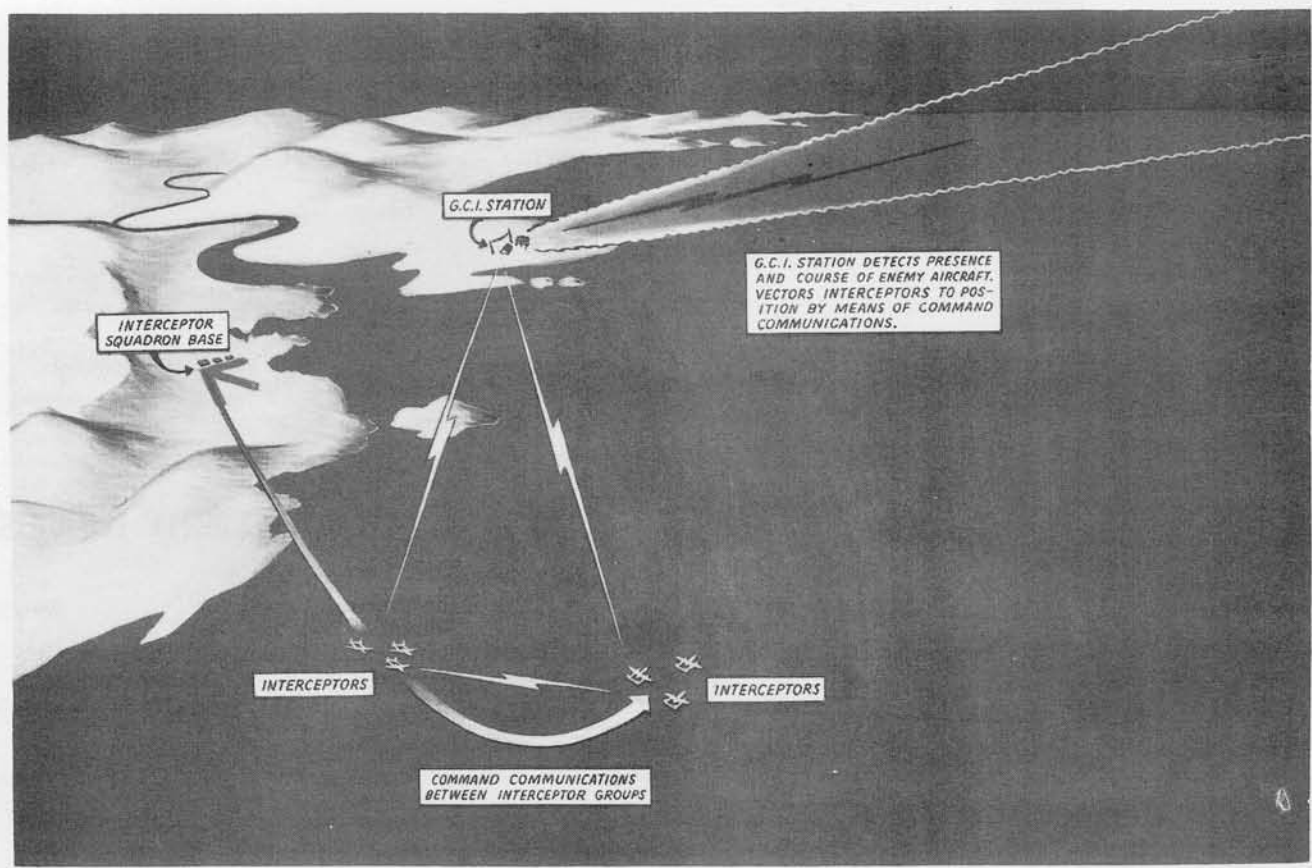 G.C.I. STATION
G.C.I. STATION DETECTS PRESENCE
AND COURSE OF ENEMY AIRCRAFT.
VECTORS INTERCEPTORS TO POS-
ITION BY MEANS OF COMMAND
COMMUNICATIONS.
INTERCEPTOR
SQUADRON BASE
INTERCEPTORS
INTERCEPTORS
COMMAND COMMUNICATIONS
BETWEEN INTERCEPTOR GROUPS